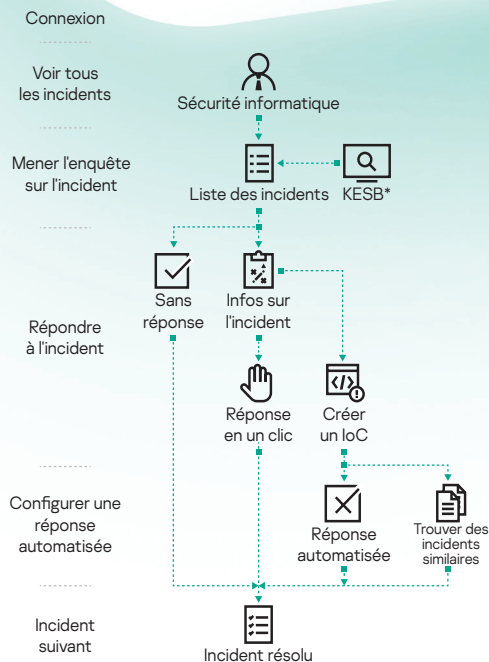 Connexion
Voir tous
les incidents
Sécurité informatique
Mener l'enquête
sur l'incident
Liste des incidents
KESB*
Répondre
à l'incident
Sans
réponse
Infos sur
l'incident
Réponse
en un clic
Créer
un IoC
Configurer une
réponse
automatisée
Réponse
automatisée
Trouver des
incidents
similaires
Incident
suivant
Incident résolu